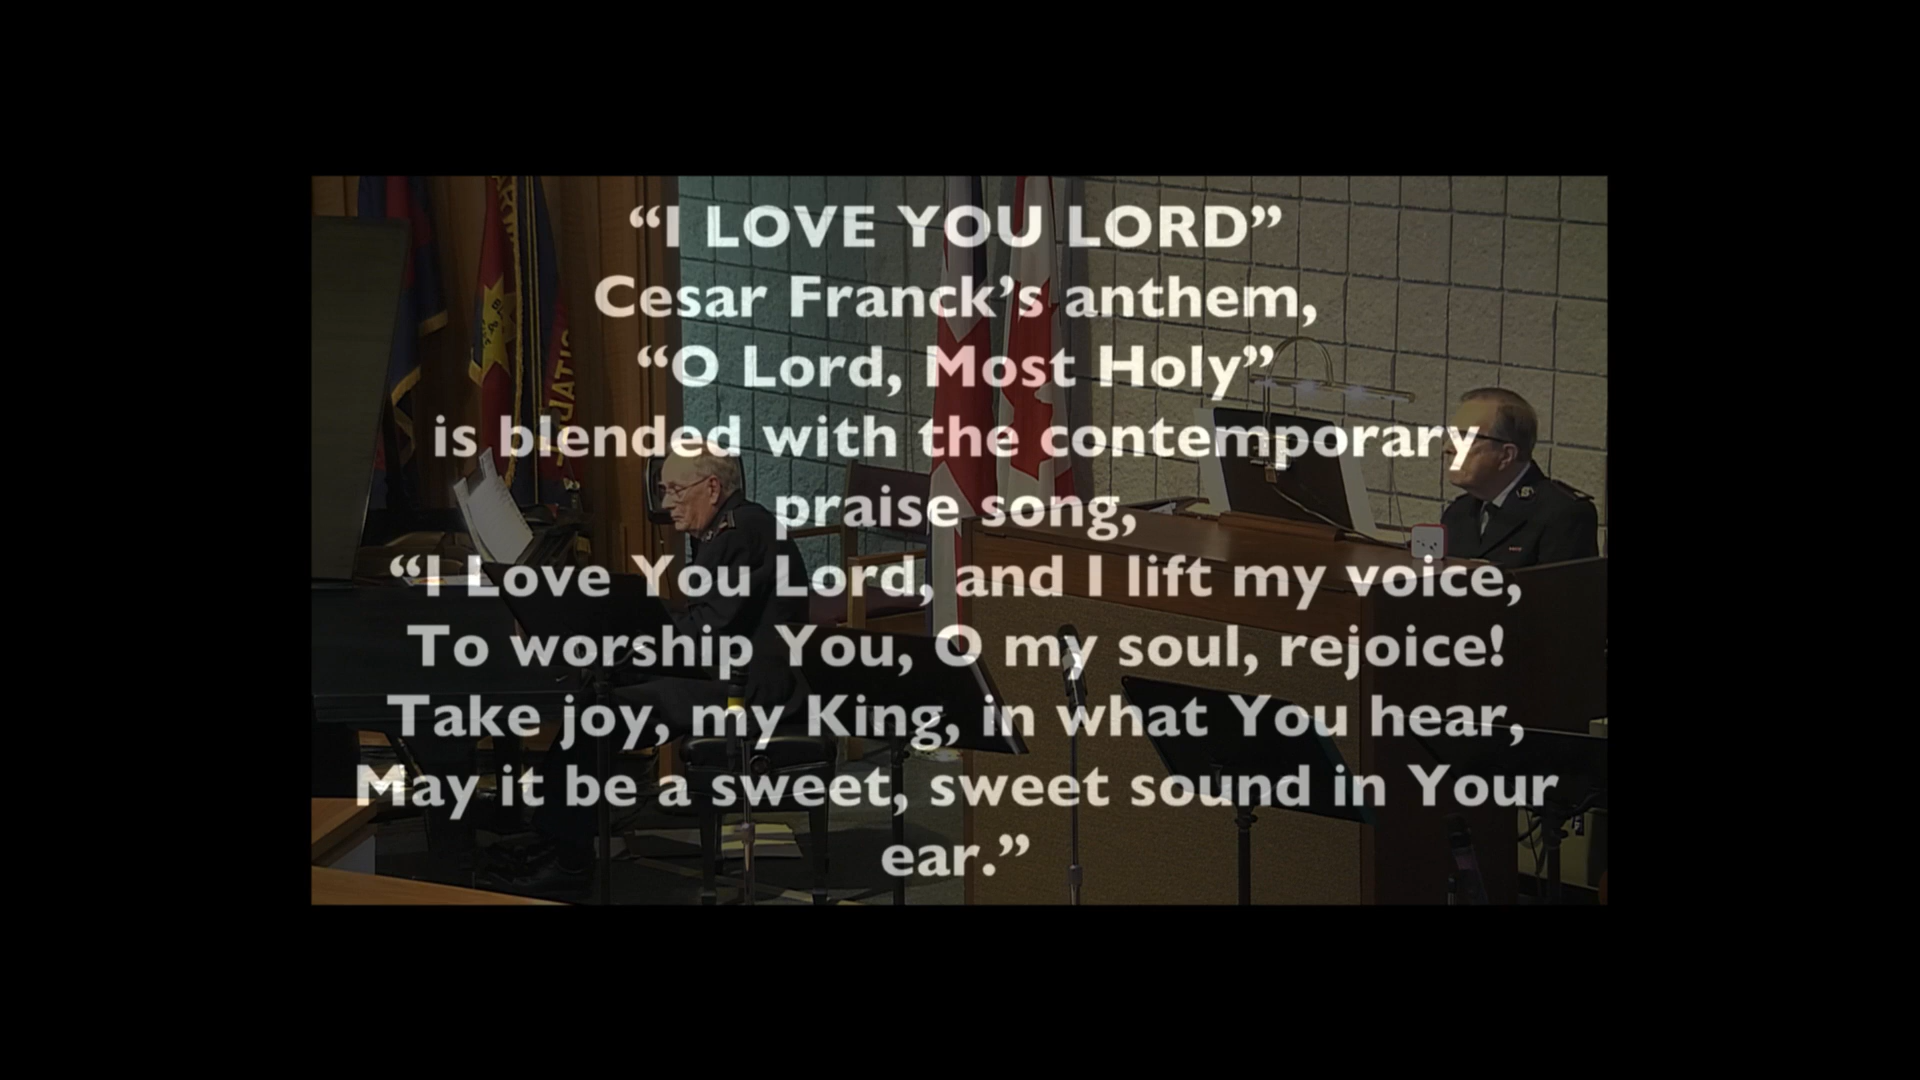 “I LOVE YOU LORD”
Cesar Franck’s anthem,
“O Lord, Most Holy”
is blended with the contemporary
praise song,
“I Love You Lord, and I lift my voice,
To worship You, O my soul, rejoice!
Take joy, my King, in what You hear,
May it be a sweet, sweet sound in Your
ear.”